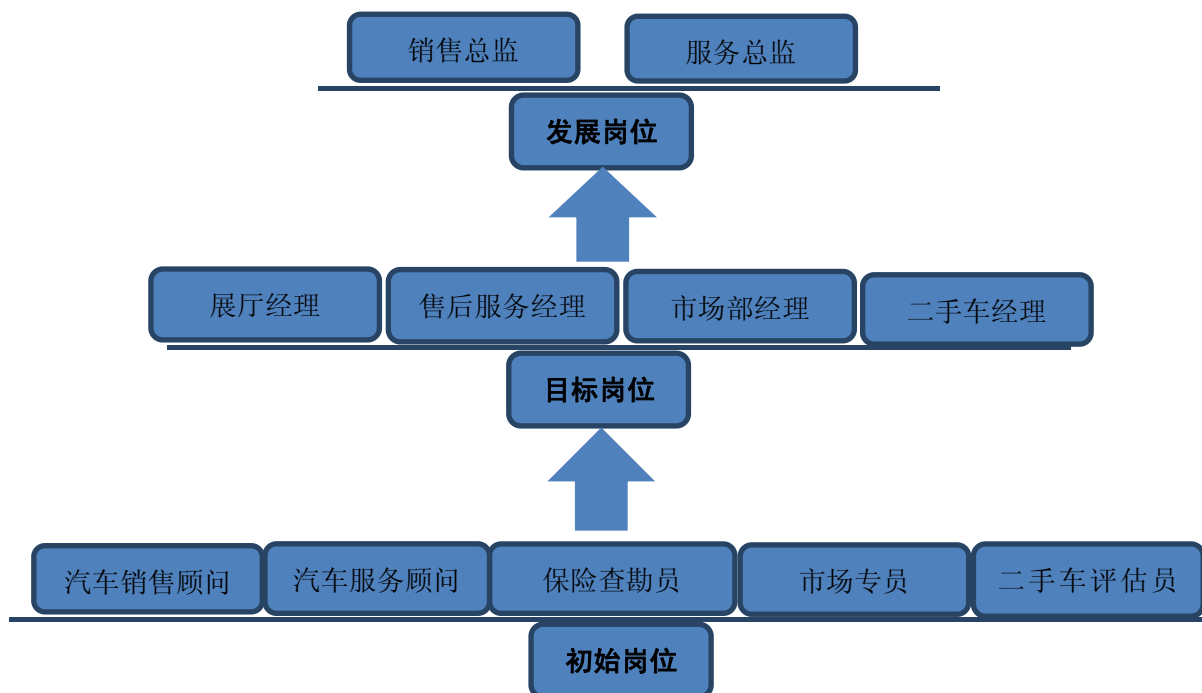 销售总监
服务总监
发展岗位
展厅经理
售后服务经理
市场部经理
二手车经理
目标岗位
汽车销售顾问
汽车服务顾问
保险查勘员
市场专员
二手车评估员
初始岗位